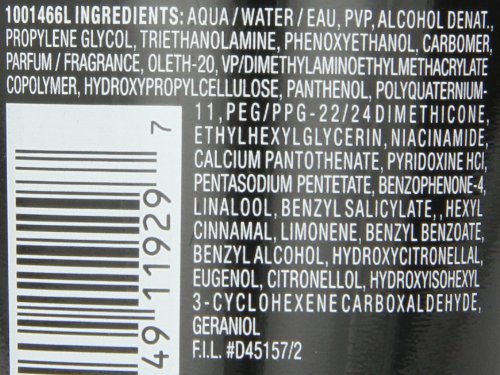 1001466L INGREDIENTS: AQUA / WATER / EAU, PVP, ALCOHOL DENAT.,
PROPYLENE GLYCOL, TRIETHANOLAMINE, PHENOXYETHANOL, CARBOMER,
PARFUM / FRAGRANCE, OLETH-20, VP/DIMETHYLAMINOETHYLMETHACRYLATE
COPOLYMER, HYDROXYPROPYLCELLULOSE, PANTHENOL, POLYQUATERNIUM-
11, PEG/PPG-22/24 DIMETHICONE,
ETHYLHEXYLGLYCERIN, NIACINAMIDE,
CALCIUM PANTOTHENATE, PYRIDOXINE HCl,
PENTASODIUM PENTETATE, BENZOPHENONE-4,
LINALOOL, BENZYL SALICYLATE, , HEXYL
CINNAMAL, LIMONENE, BENZYL BENZOATE,
BENZYL ALCOHOL, HYDROXYCITRONELLAL,
EUGENOL, CITRONELLOL, HYDROXYISOHEXYL
3-CYCLOHEXENE CARBOXALDEHYDE,
GERANIOL
F.I.L. #D45157/2
49 11929 7